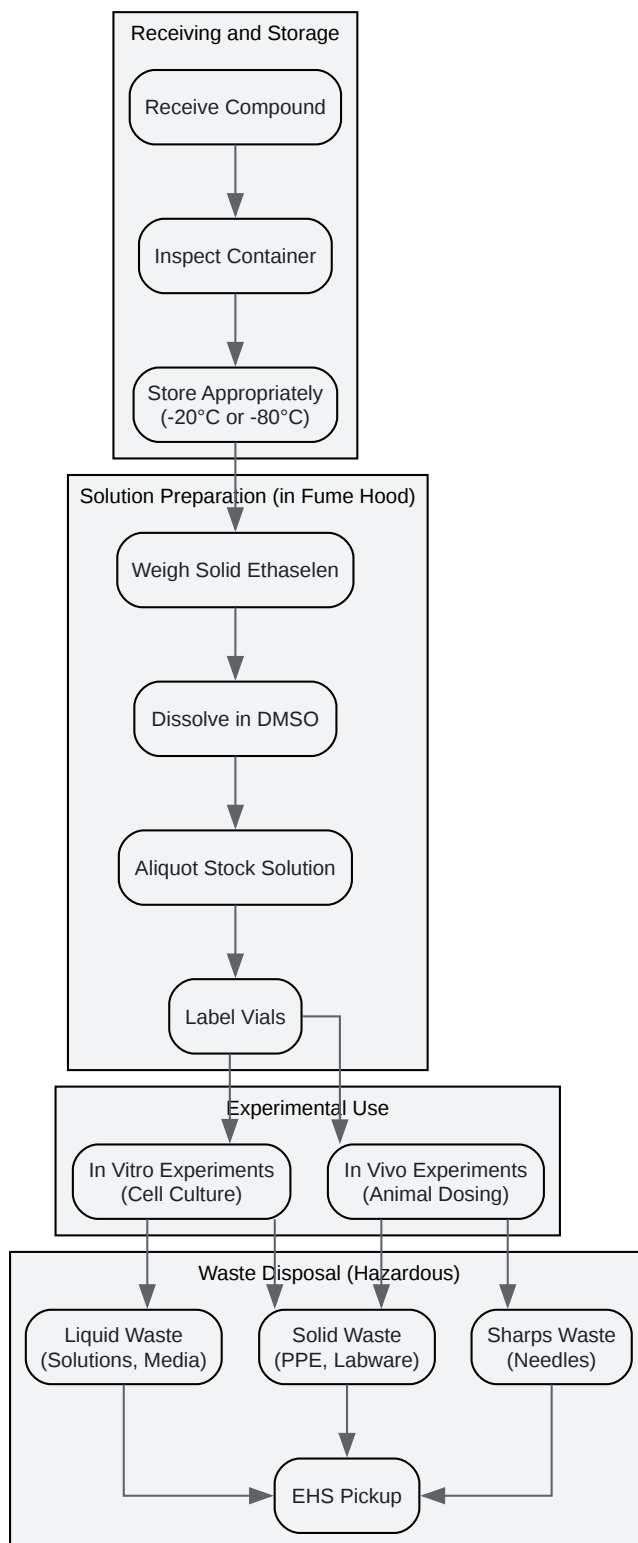 Receiving and Storage
Receive Compound
Inspect Container
Store Appropriately
(-20°C or -80°C)
Solution Preparation (in Fume Hood)
Weigh Solid Ethaselen
Dissolve in DMSO
Aliquot Stock Solution
Label Vials
Experimental Use
In Vitro Experiments
(Cell Culture)
In Vivo Experiments
(Animal Dosing)
Waste Disposal (Hazardous)
Liquid Waste
(Solutions, Media)
Solid Waste
(PPE, Labware)
Sharps Waste
(Needles)
EHS Pickup